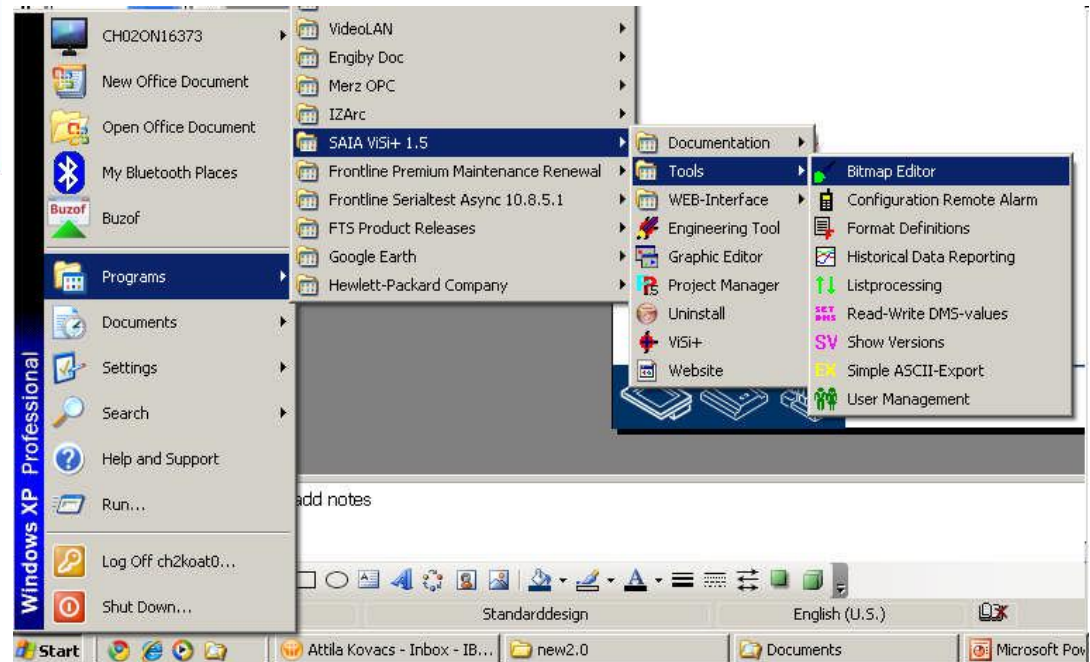 CH02ON16373
New Office Document
Open Office Document
My Bluetooth Places
Buzof
Buzof
Programs
Documents
Settings
Search
Help and Support
Run...
Log Off ch2koat0...
Shut Down...
Windows XP Professional
VideoLAN
Engiby Doc
Merz OPC
IZArc
SAIA ViSi+ 1.5
Frontline Premium Maintenance Renewal
Frontline Serialtest Async 10.8.5.1
FTS Product Releases
Google Earth
Hewlett-Packard Company
Documentation
Tools
WEB-Interface
Engineering Tool
Graphic Editor
Project Manager
Uninstall
ViSi+
Website
Bitmap Editor
Configuration Remote Alarm
Format Definitions
Historical Data Reporting
Listprocessing
SET DMS
Read-Write DMS-values
SV Show Versions
EX Simple ASCII-Export
User Management
add notes
Standarddesign
English (U.S.)
Start
Attila Kovacs - Inbox - IB...
new2.0
Documents
Microsoft Pow